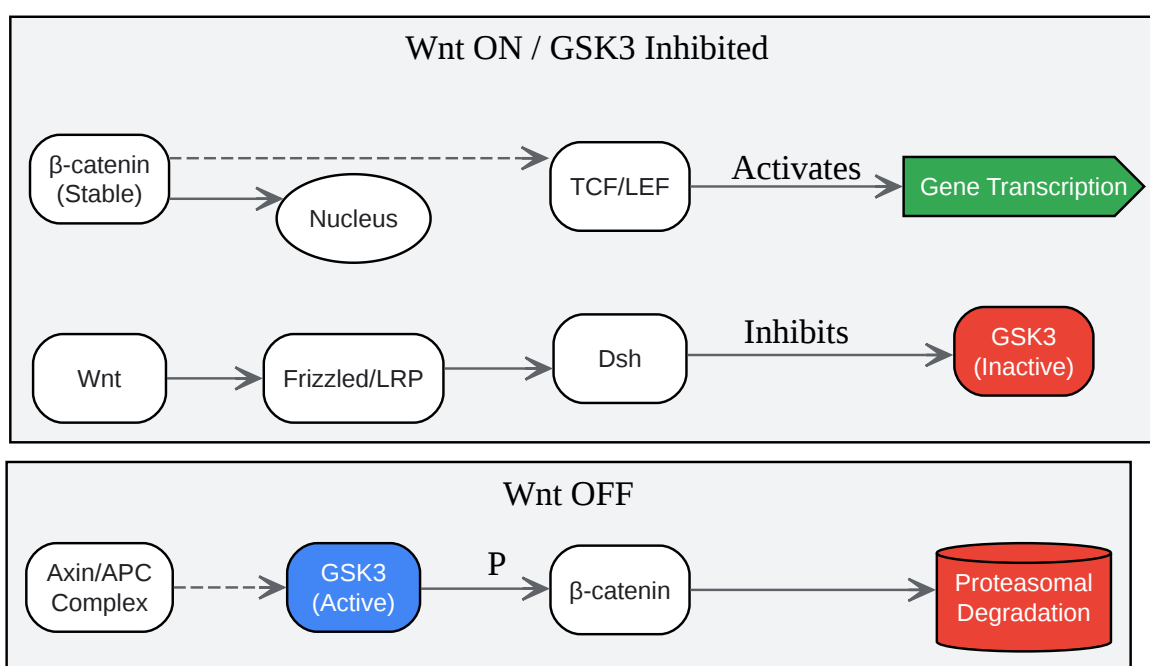 Wnt ON / GSK3 Inhibited
β-catenin
(Stable)
Nucleus
TCF/LEF
Activates
Gene Transcription
Wnt
Frizzled/LRP
Dsh
Inhibits
GSK3
(Inactive)
Wnt OFF
Axin/APC
Complex
GSK3
(Active)
P
β-catenin
Proteasomal
Degradation